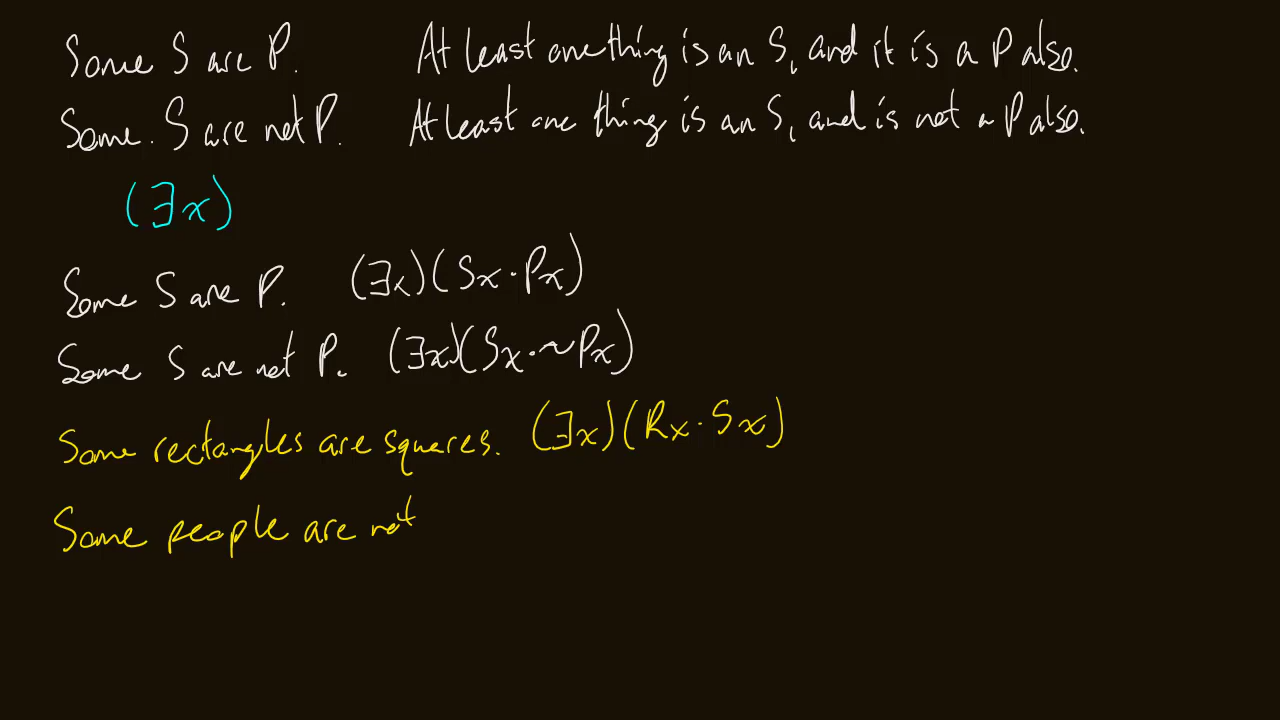 Some S are P. At least one thing is an S, and it is a P also.
Some. S are not P. At least one thing is an S, and is not a P also.
(∃x)
Some S are P. (∃x)(Sx · Px)
Some S are not P. (∃x)(Sx · ~Px)
Some rectangles are squares. (∃x)(Rx · Sx)
Some people are not